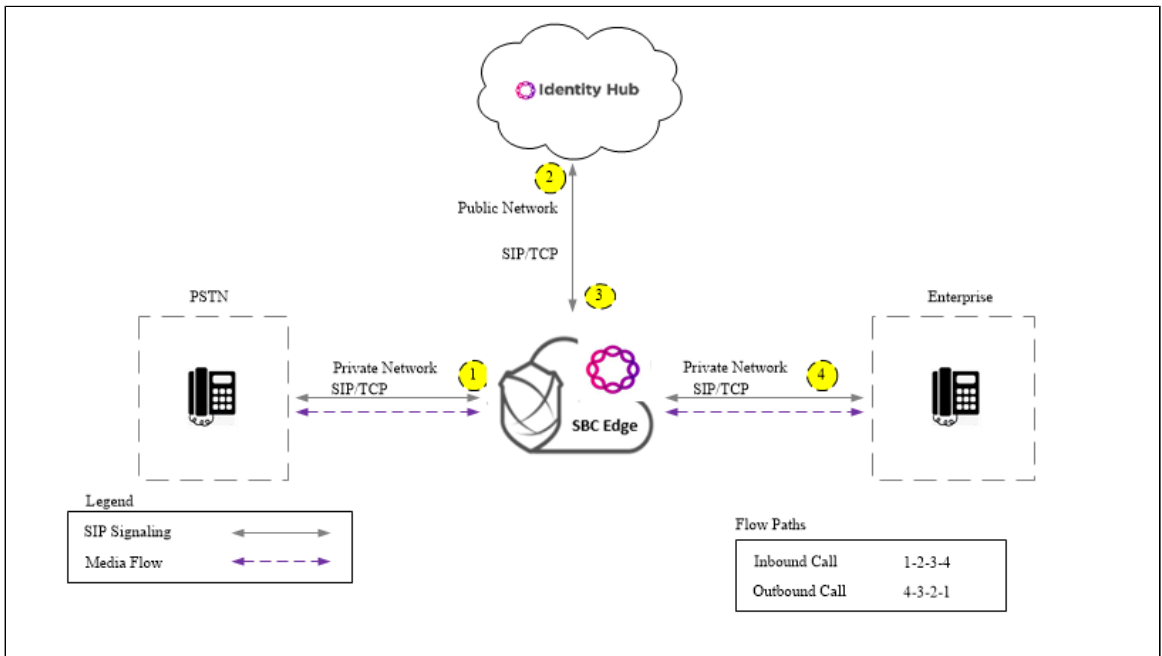 Identity Hub
2
Public Network
SIP/TCP
3
PSTN
Enterprise
Private Network
SIP/TCP
1
Private Network
SIP/TCP
4
SBC Edge
Legend
SIP Signaling
Media Flow
Flow Paths
Inbound Call 1-2-3-4
Outbound Call 4-3-2-1